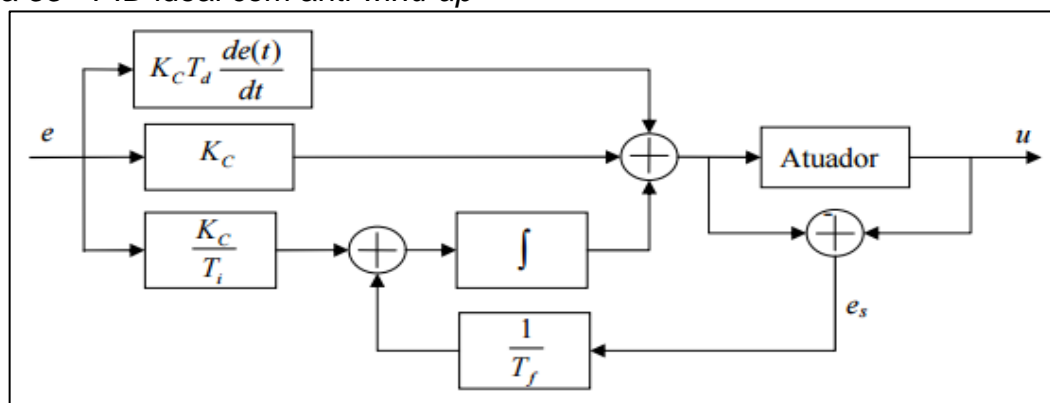 PID ideal com anti-wind-up
K_C T_d de(t)/dt
e
K_C
Atuador
u
K_C/T_i
∫
-
e_s
1/T_f